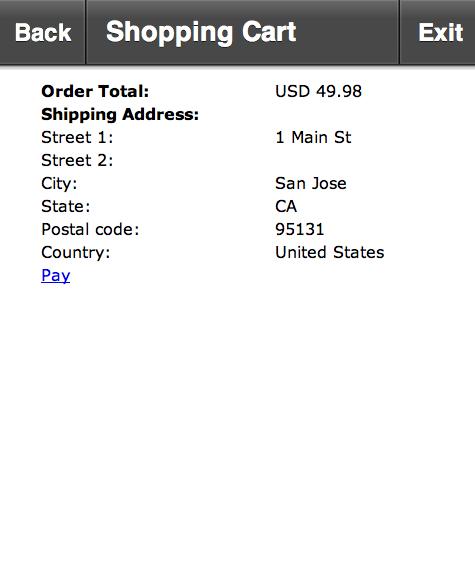 Back Shopping Cart Exit
Order Total: USD 49.98
Shipping Address:
Street 1: 1 Main St
Street 2:
City: San Jose
State: CA
Postal code: 95131
Country: United States
Pay